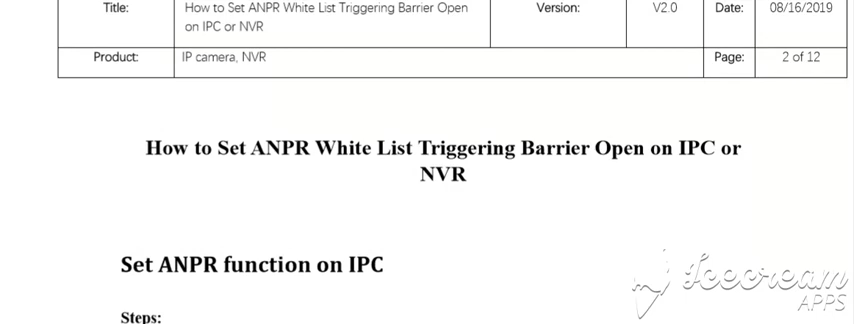 Title: How to Set ANPR White List Triggering Barrier Open Version: V2.0 Date: 08/16/2019
on IPC or NVR
Product: IP camera, NVR Page: 2 of 12
How to Set ANPR White List Triggering Barrier Open on IPC or
NVR
Set ANPR function on IPC
Icecream
APPS
Steps: